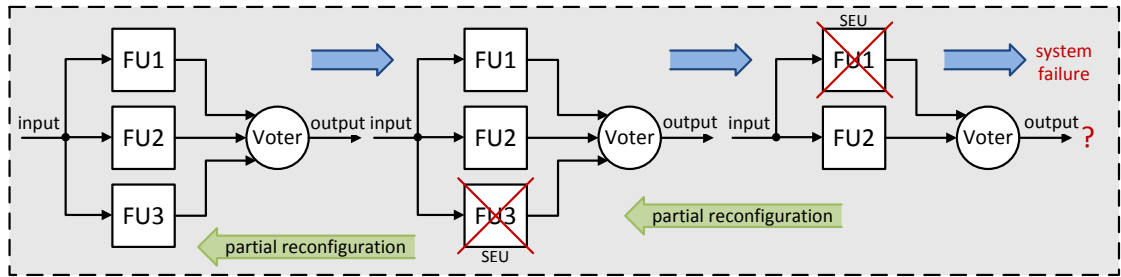 FU1
input
FU2
Voter
output
FU3
partial reconfiguration
FU1
input
FU2
Voter
output
FU3
SEU
partial reconfiguration
SEU
FU1
system
failure
input
FU2
Voter
output
?